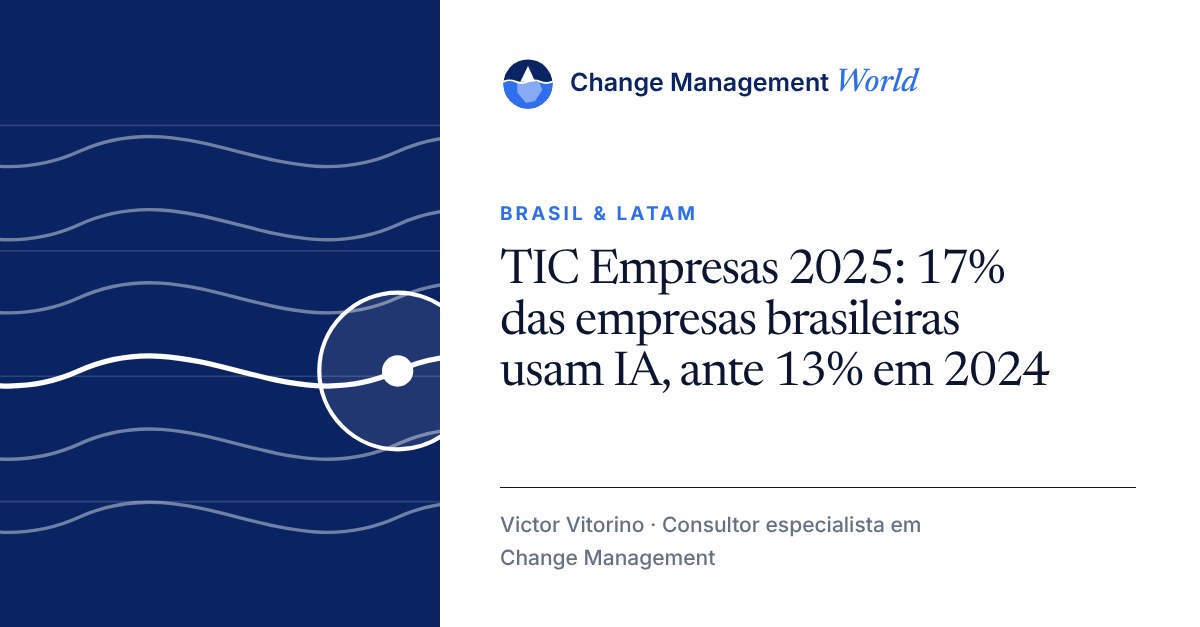 Change Management World
BRASIL & LATAM
TIC Empresas 2025: 17%
das empresas brasileiras
usam IA, ante 13% em 2024
Victor Vitorino · Consultor especialista em
Change Management